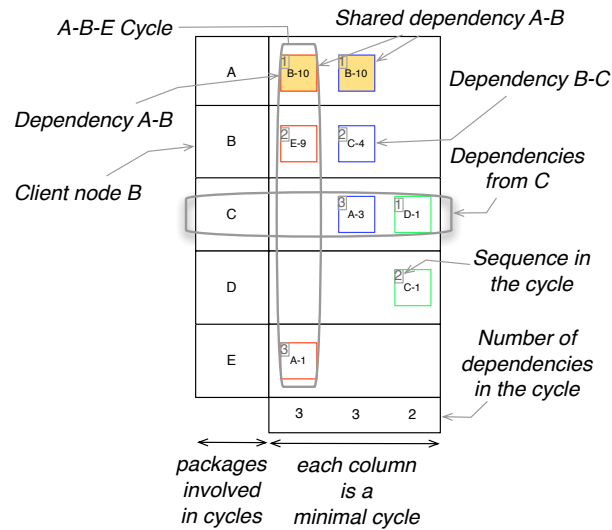 A-B-E Cycle
Shared dependency A-B
A
1
B-10
1
B-10
Dependency B-C
Dependency A-B
B
2
E-9
2
C-4
Client node B
Dependencies
from C
C
3
A-3
1
D-1
Sequence in
the cycle
D
2
C-1
Number of
dependencies
in the cycle
E
3
A-1
3 3 2
packages
involved
in cycles
each column
is a
minimal cycle